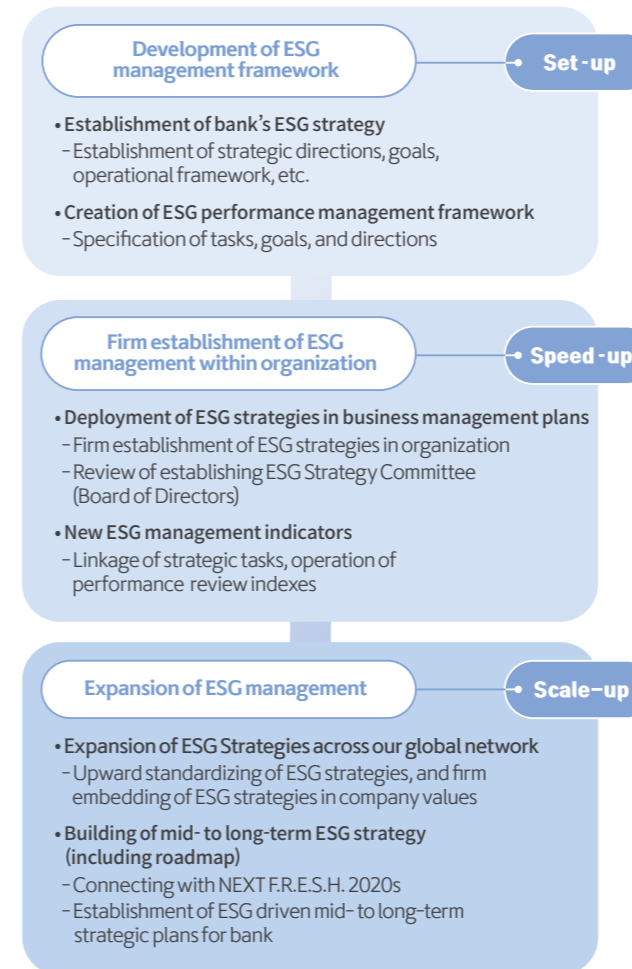 Development of ESG
management framework
Set-up
• Establishment of bank's ESG strategy
- Establishment of strategic directions, goals,
operational framework, etc.
• Creation of ESG performance management framework
- Specification of tasks, goals, and directions
Firm establishment of ESG
management within organization
Speed-up
• Deployment of ESG strategies in business management plans
- Firm establishment of ESG strategies in organization
- Review of establishing ESG Strategy Committee
(Board of Directors)
• New ESG management indicators
- Linkage of strategic tasks, operation of
performance review indexes
Expansion of ESG management
Scale-up
• Expansion of ESG Strategies across our global network
- Upward standardizing of ESG strategies, and firm
embedding of ESG strategies in company values
• Building of mid- to long-term ESG strategy
(including roadmap)
- Connecting with NEXT F.R.E.S.H. 2020s
- Establishment of ESG driven mid- to long-term
strategic plans for bank